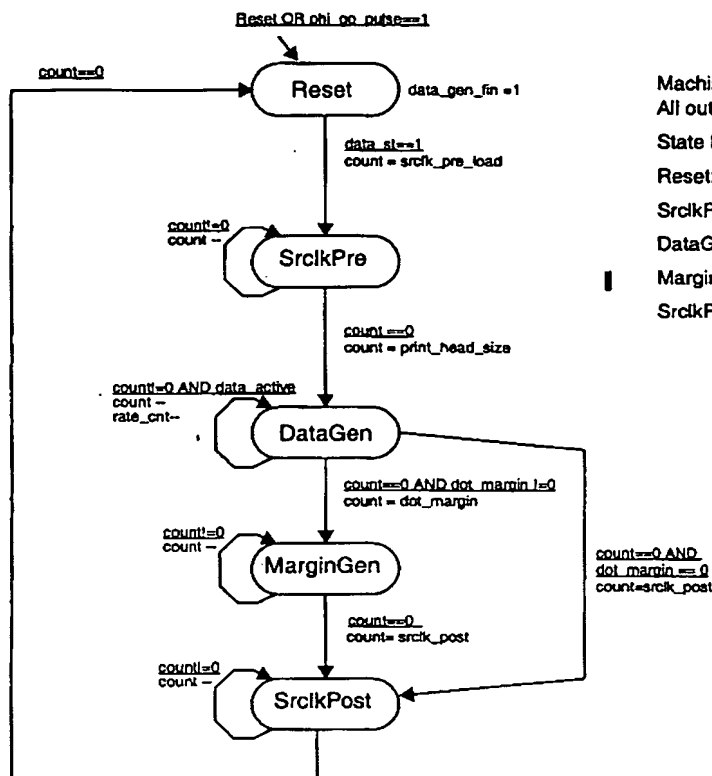 Reset OR phi_go_pulse==1
count==0
Reset
data_gen_fin =1
data_st==1
count = srclk_pre_load
count!=0
count --
SrclkPre
count ==0
count = print_head_size
count!=0 AND data_active
count --
rate_cnt--
DataGen
count==0 AND dot_margin !=0
count = dot_margin
count!=0
count --
MarginGen
count==0 AND
dot_margin == 0
count=srclk_post
count==0
count= srclk_post
count!=0
count --
SrclkPost
Machi
All out
State
Reset
SrclkP
DataG
Margin
SrclkP